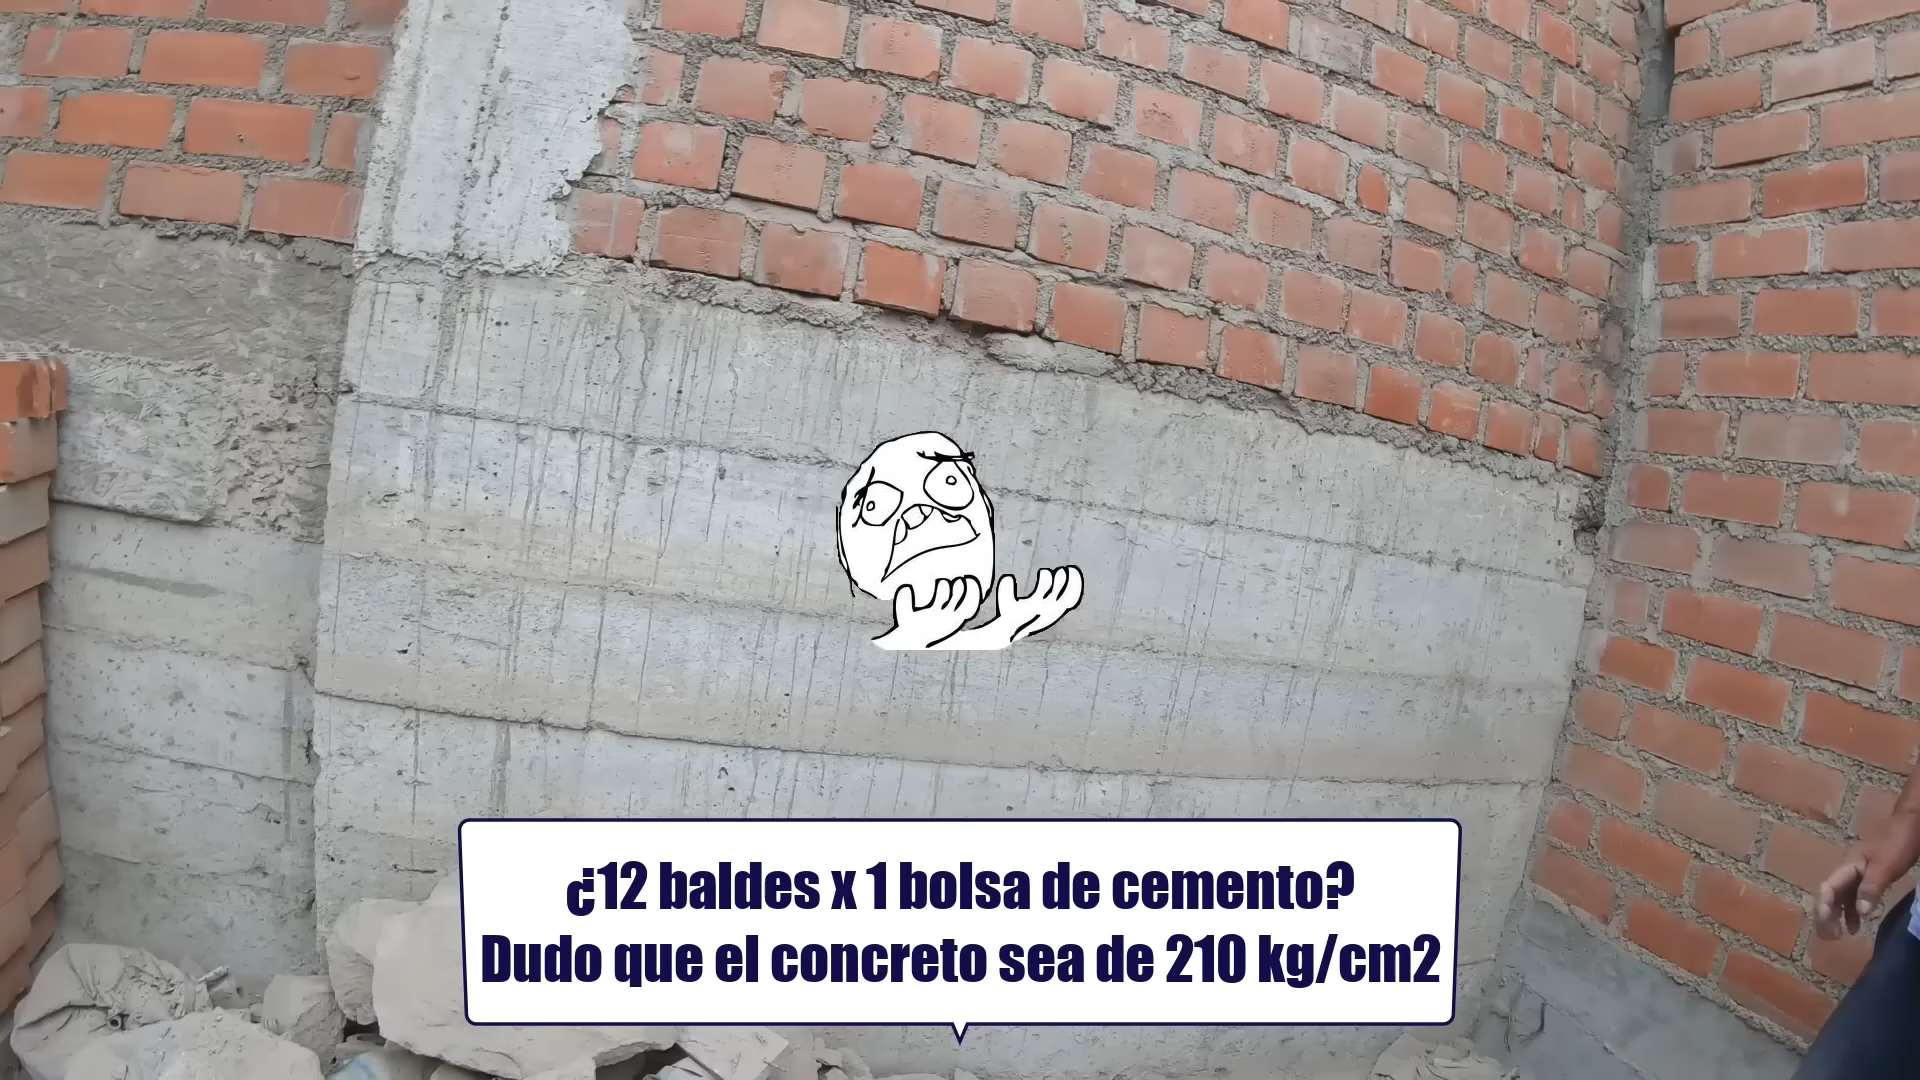 ¿12 baldes x 1 bolsa de cemento?
Dudo que el concreto sea de 210 kg/cm2